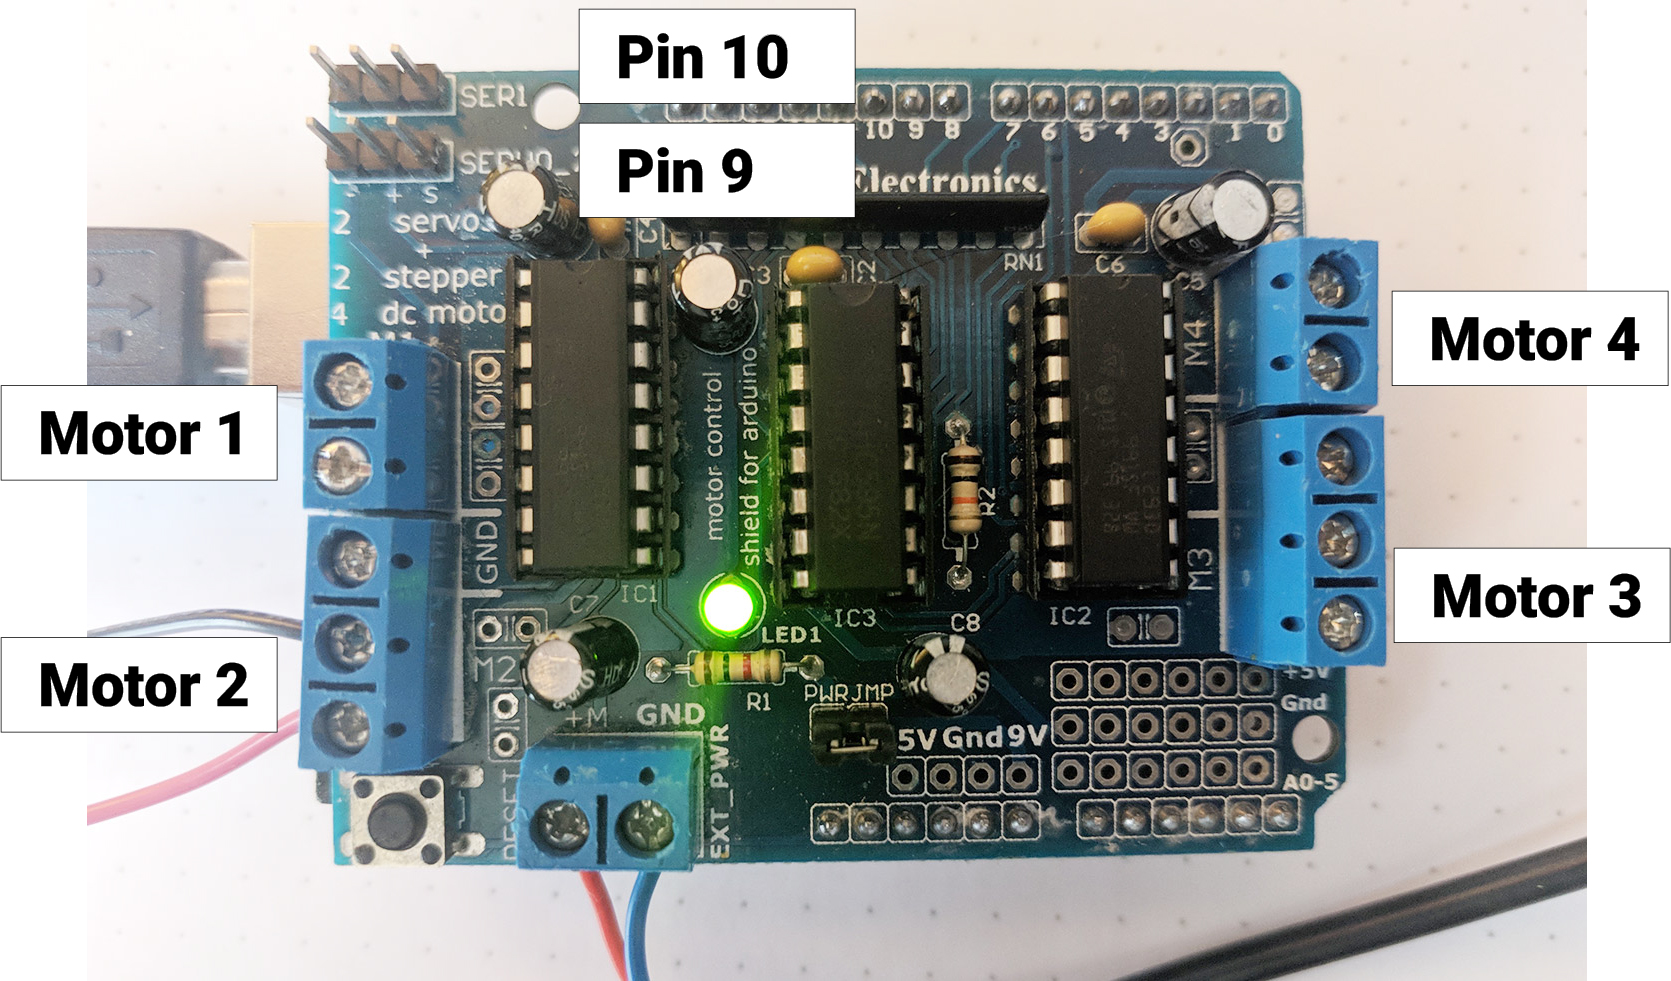 Pin 10
SER1
10 9 8 7 6 5 4 3 1 0
Pin 9
Electronics.
+ S
2 servos
+
2 stepper
4 dc moto
RN1
C6
C5
M4
Motor 4
Motor 1
motor control
shield for arduino
R2
GND
M3
Motor 3
C7
IC1
IC3
C8
IC2
LED1
M2
Motor 2
R1
PWRJMP
+5V
Gnd
+M
GND
5V Gnd 9V
EXT_PWR
A0-5